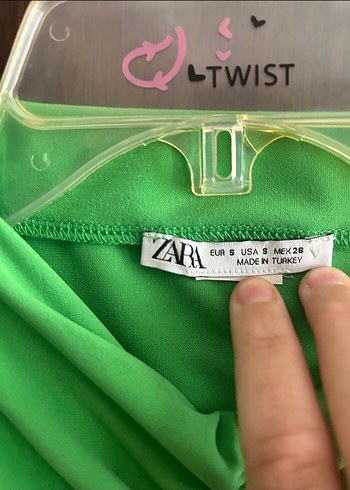 TWIST
ZARA
EUR S USA S MEX 26
MADE IN TURKEY